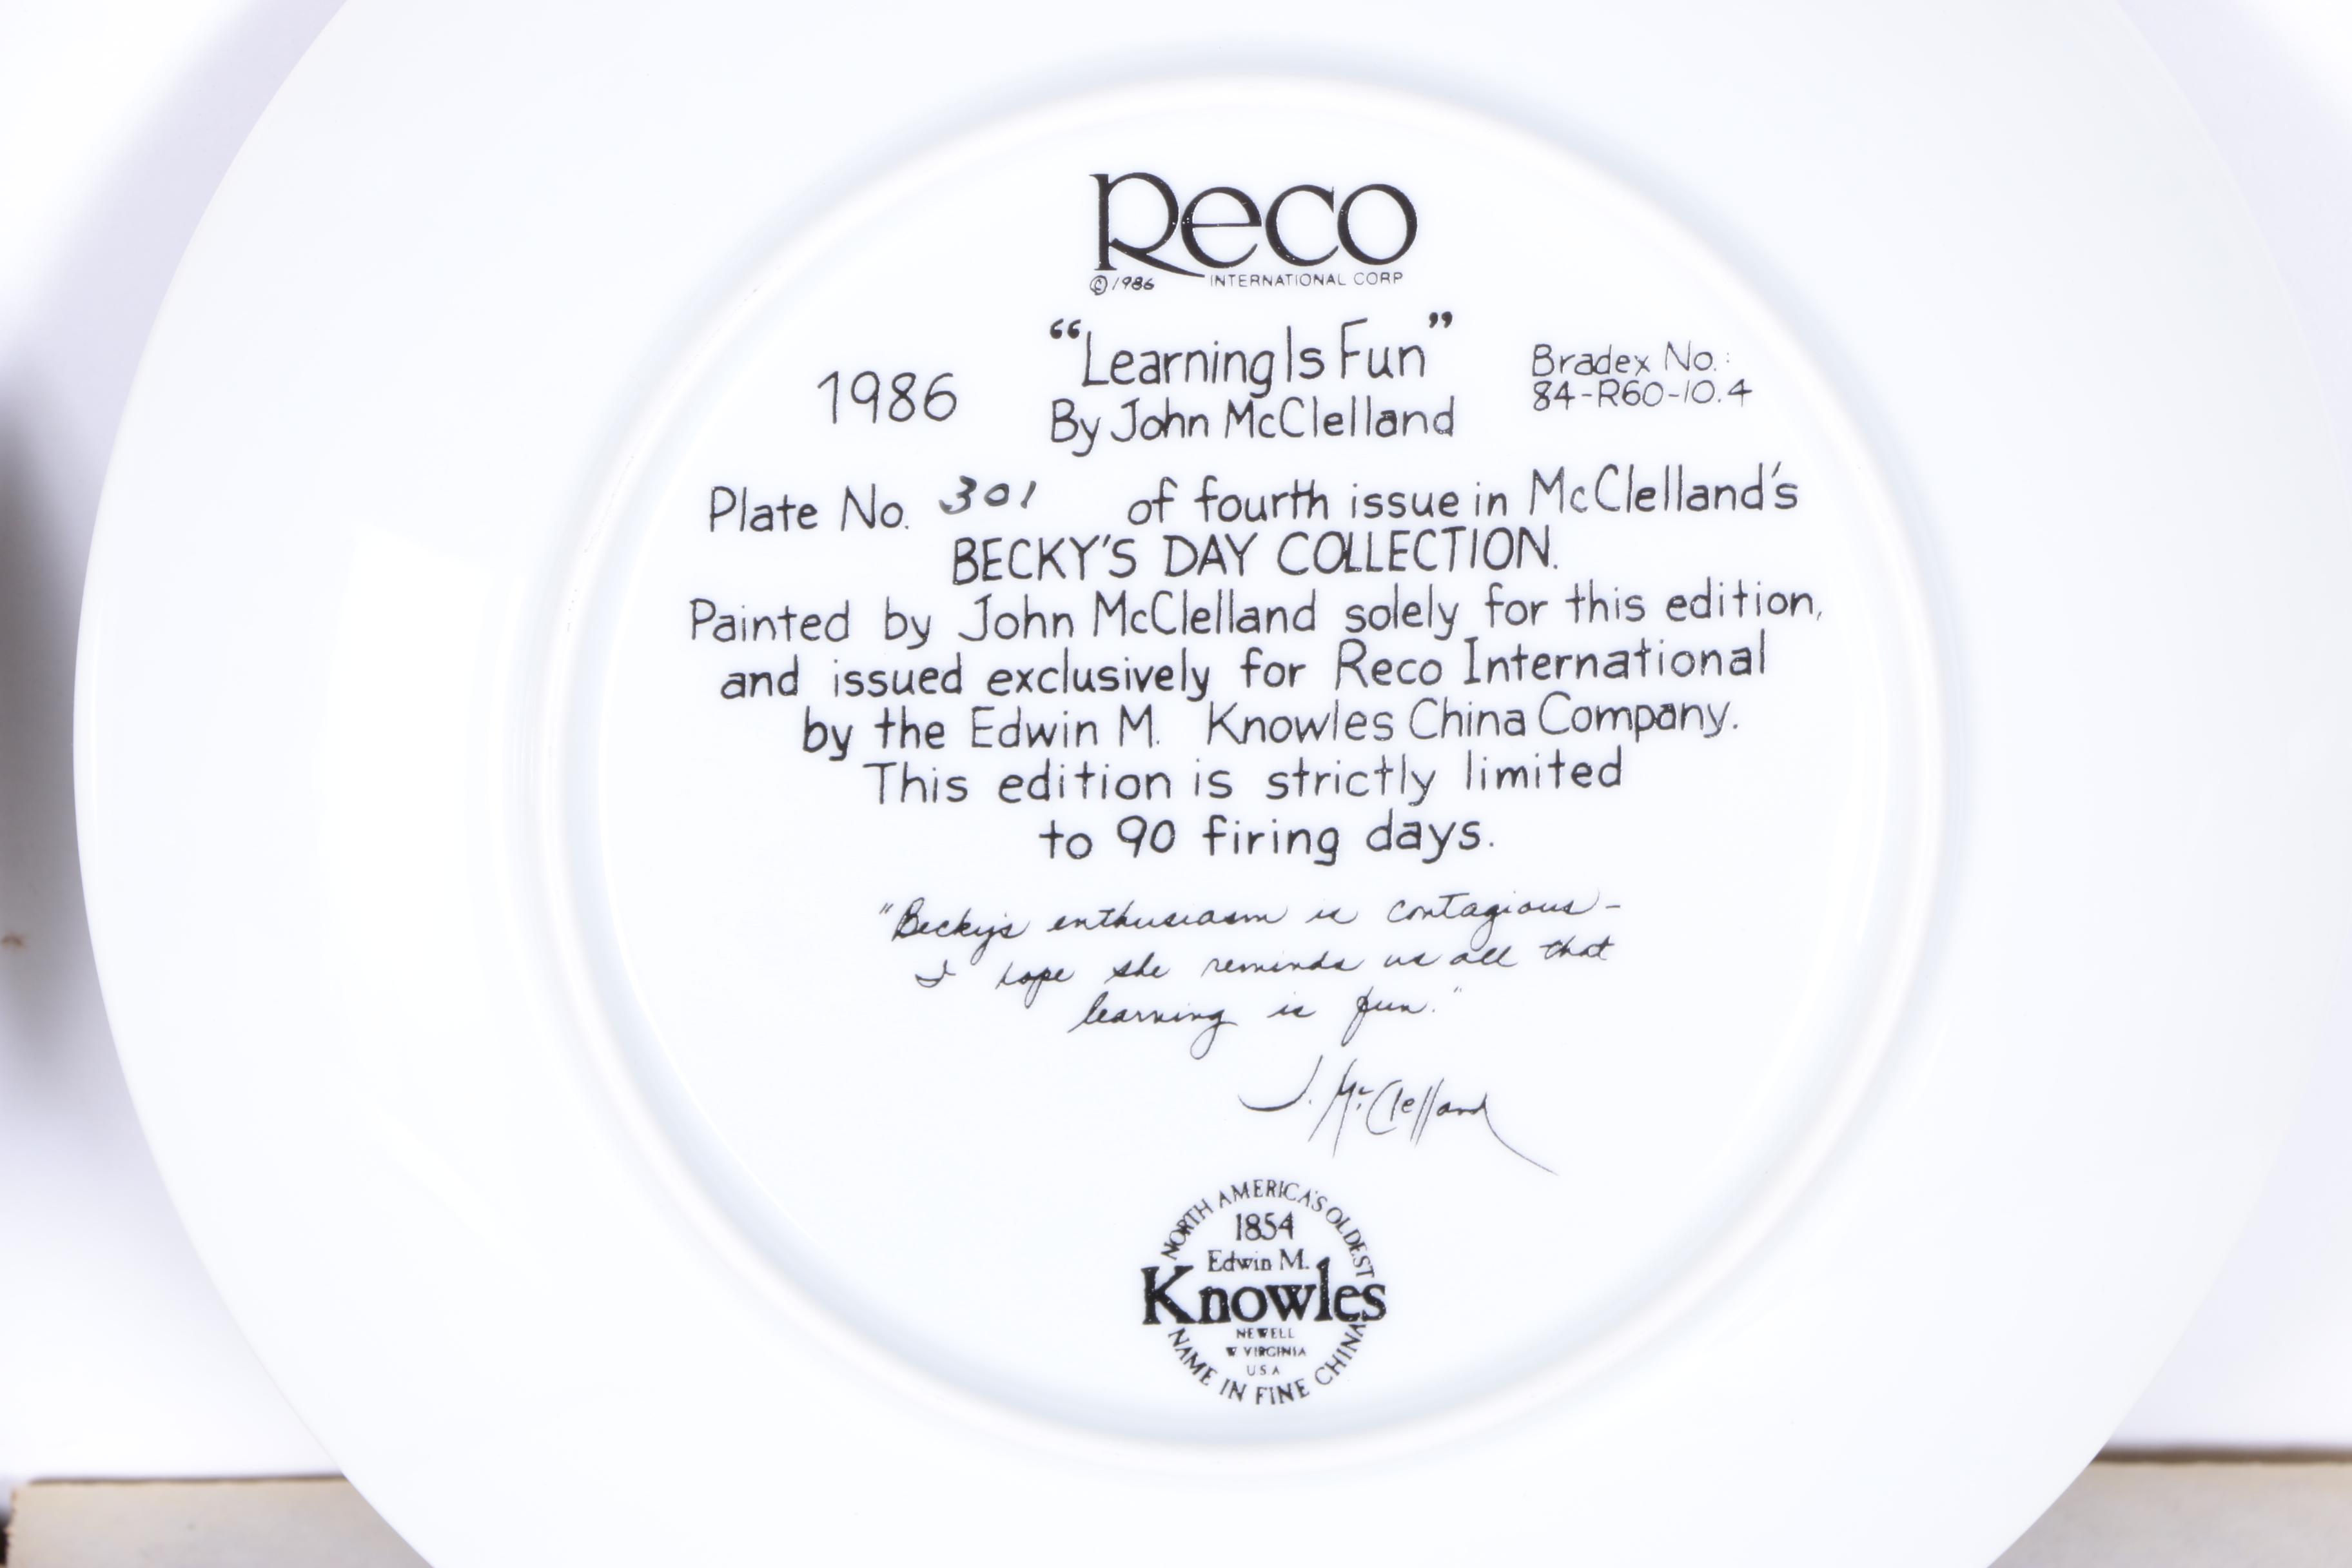 Reco
©1986 INTERNATIONAL CORP
1986
"Learning Is Fun"
By John McClelland
Bradex No.:
84-R60-10.4
Plate No. 301 of fourth issue in McClelland's
BECKY'S DAY COLLECTION.
Painted by John McClelland solely for this edition,
and issued exclusively for Reco International
by the Edwin M. Knowles China Company.
This edition is strictly limited
to 90 firing days.
"Becky's enthusiasm is contagious-
I hope she reminds us all that
learning is fun."
J. McClelland
NORTH AMERICA'S OLDEST
1854
Edwin M.
Knowles
NEWELL
W VIRGINIA
USA
NAME IN FINE CHINA